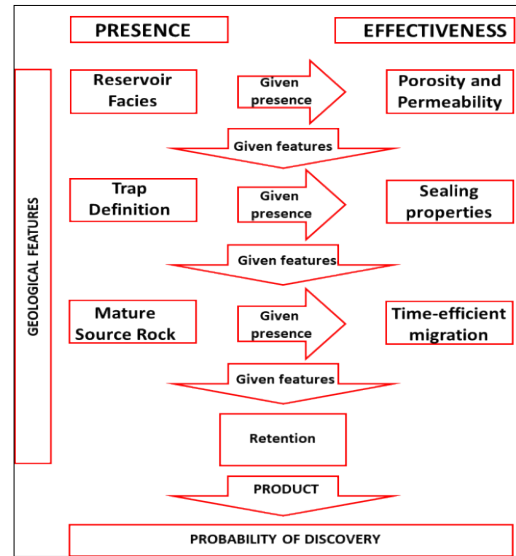 PRESENCE
EFFECTIVENESS
GEOLOGICAL FEATURES
Reservoir
Facies
Given
presence
Porosity and
Permeability
Given features
Trap
Definition
Given
presence
Sealing
properties
Given features
Mature
Source Rock
Given
presence
Time-efficient
migration
Given features
Retention
PRODUCT
PROBABILITY OF DISCOVERY